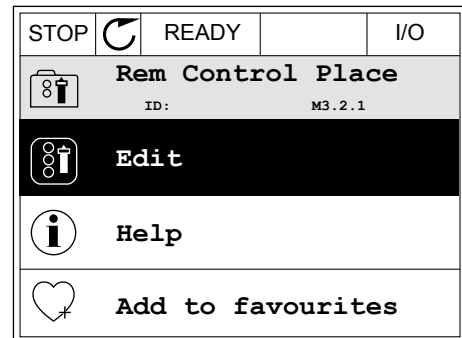 STOP READY I/O
Rem Control Place
ID: M3.2.1
Edit
Help
Add to favourites